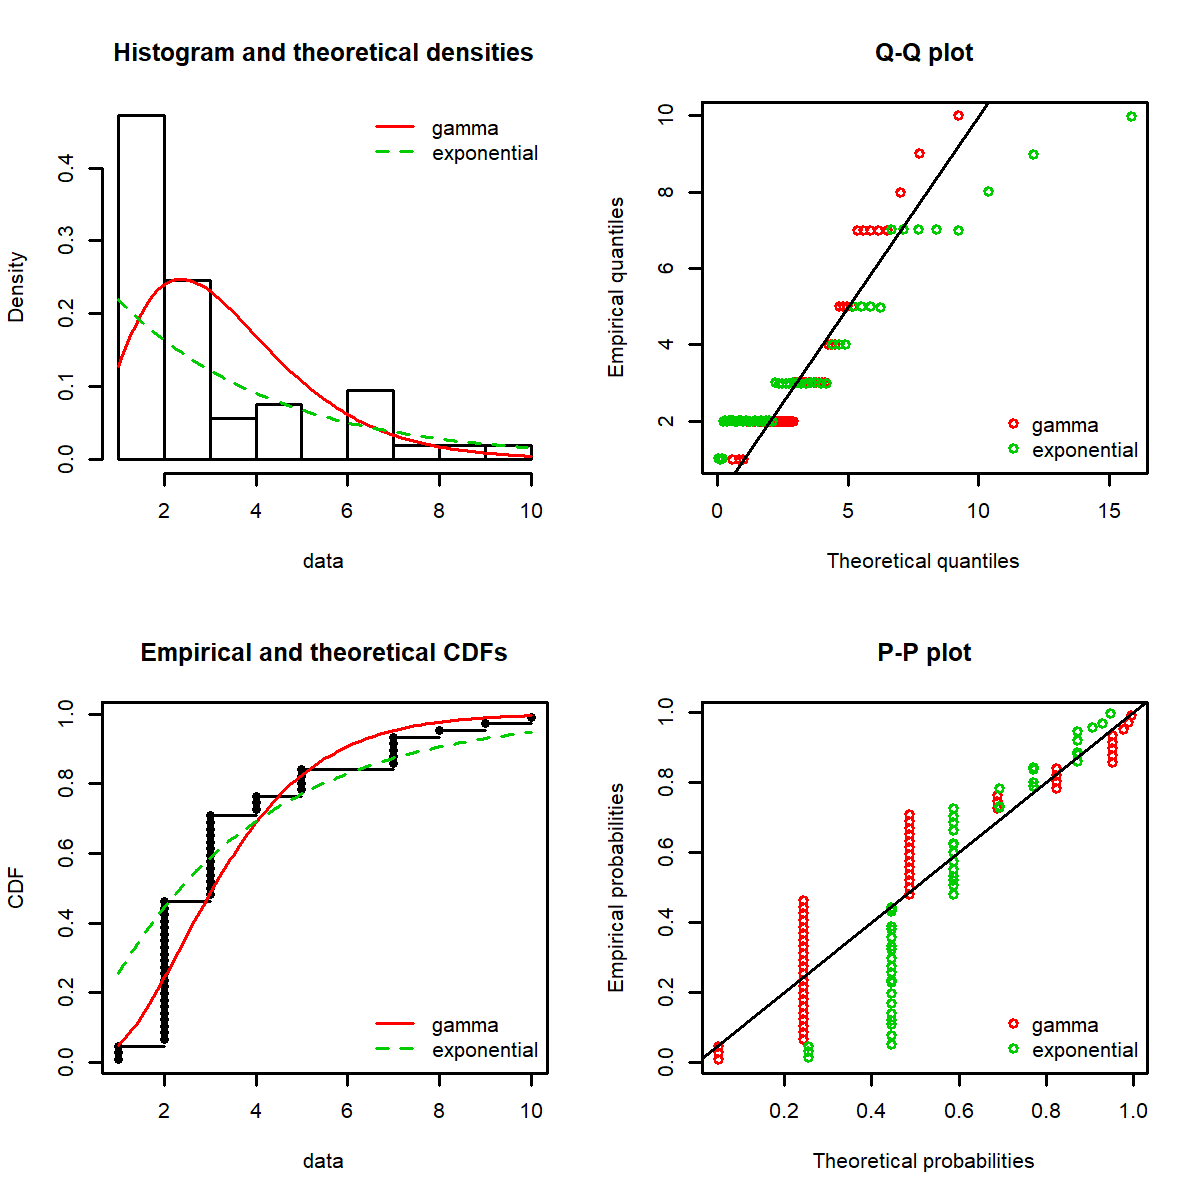 Histogram and theoretical densities
Density
0.0 0.1 0.2 0.3 0.4
gamma
exponential
2 4 6 8 10
data
Q-Q plot
Empirical quantiles
2 4 6 8 10
gamma
exponential
0 5 10 15
Theoretical quantiles
Empirical and theoretical CDFs
CDF
0.0 0.2 0.4 0.6 0.8 1.0
gamma
exponential
2 4 6 8 10
data
P-P plot
Empirical probabilities
0.0 0.2 0.4 0.6 0.8 1.0
gamma
exponential
0.2 0.4 0.6 0.8 1.0
Theoretical probabilities